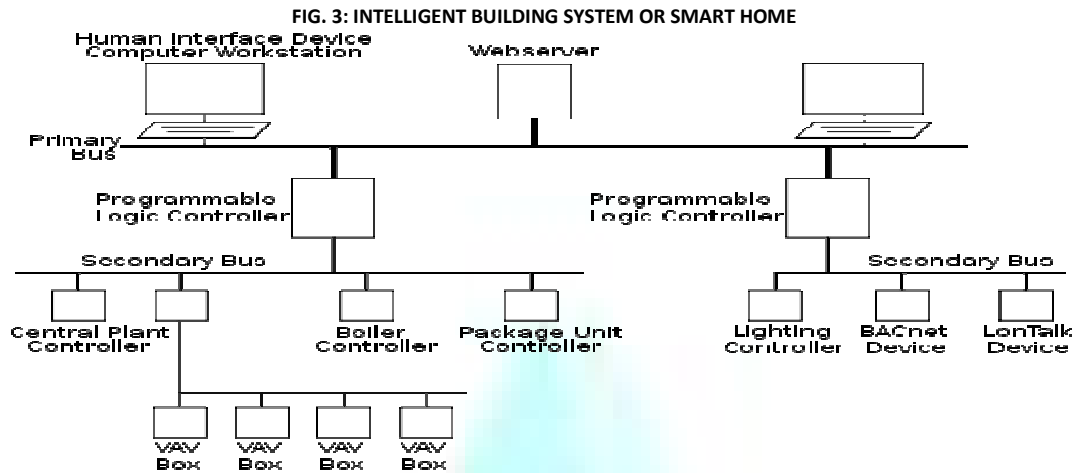 FIG. 3: INTELLIGENT BUILDING SYSTEM OR SMART HOME
Human Interface Device
Computer Workstation
Webserver
Primary
Bus
Programmable
Logic Controller
Programmable
Logic Controller
Secondary Bus
Secondary Bus
Central Plant
Controller
Boiler
Controller
Package Unit
Controller
Lighting
Controller
BACnet
Device
LonTalk
Device
VAV
Box
VAV
Box
VAV
Box
VAV
Box